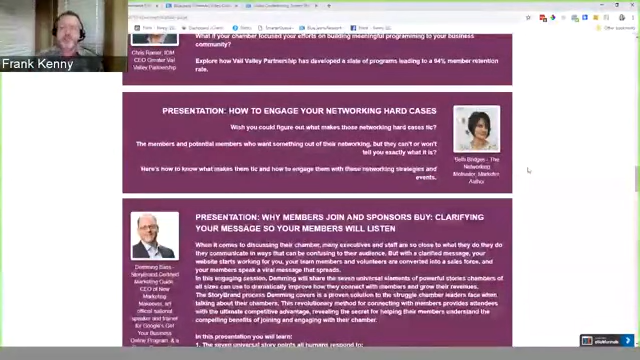 Frank Kenny
What if your chamber focused your efforts on building meaningful programming to your business
community?
Explore how Vail Valley Partnership has developed a slate of programs leading to a 94% member retention
rate.
Chris Romer, IOM
CEO Greater Vail
Valley Partnership
PRESENTATION: HOW TO ENGAGE YOUR NETWORKING HARD CASES
Wish you could figure out what makes those networking hard cases tic?
The members and potential members who want something out of their networking, but they can't or won't
tell you exactly what it is?
Here's how to know what makes them tic and how to engage them with these networking strategies and
events.
Beth Bridges - The
Networking
Motivator,
Author
PRESENTATION: WHY MEMBERS JOIN AND SPONSORS BUY: CLARIFYING
YOUR MESSAGE SO YOUR MEMBERS WILL LISTEN
When it comes to discussing their chamber, many executives and staff are so close to what they do they
communicate in ways that can be confusing to their audience. But with a clarified message, your
website starts working for you, your team members and volunteers are converted into a sales force, and
your members speak a viral message that spreads.
In this engaging session, Demming will share the seven universal elements of powerful stories chambers of
all sizes can use to dramatically improve how they connect with members and grow their revenues.
The StoryBrand process Demming covers is a proven solution to the struggle chamber leaders face when
talking about their chambers. This revolutionary method for connecting with members provides attendees
with the ultimate competitive advantage, revealing the secret for helping their members understand the
compelling benefits of joining and engaging with their chamber.
In this presentation you will learn:
1. The seven universal story points all humans respond to;
Demming Bass -
StoryBrand Certified
Marketing Guide,
CEO of New
Marketing
official national
speaker and trainer
for Google's Get
Your Business
Online Program, & a